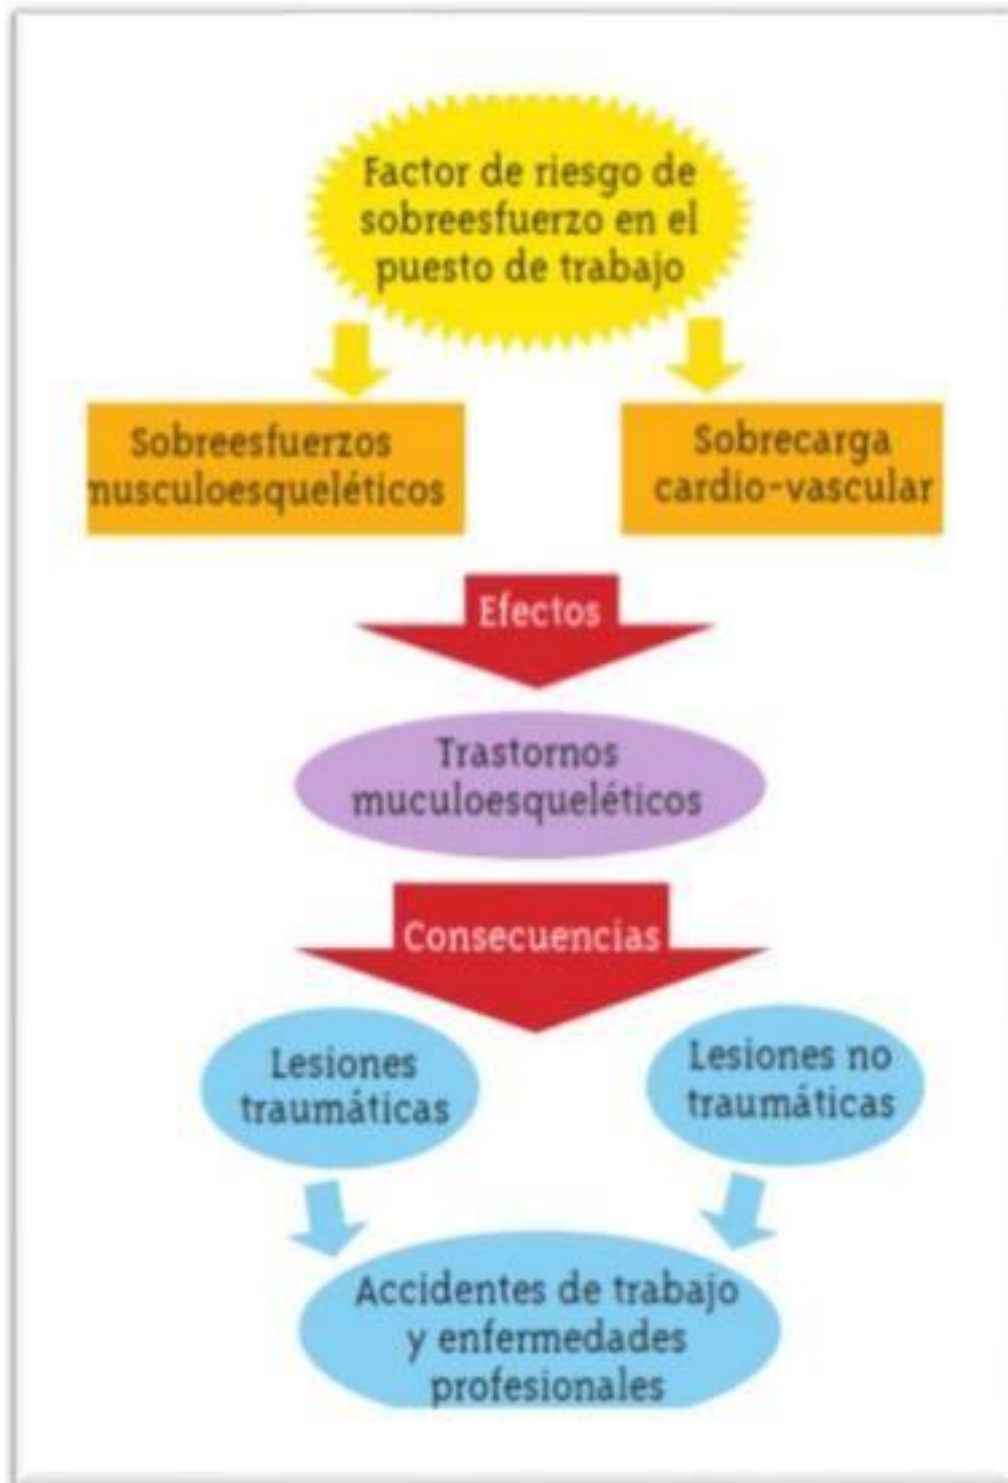 Factor de riesgo de
sobreesfuerzo en el
puesto de trabajo
Sobreesfuerzos
musculoesqueléticos
Sobrecarga
cardio-vascular
Efectos
Trastornos
muculoesqueléticos
Consecuencias
Lesiones
traumáticas
Lesiones no
traumáticas
Accidentes de trabajo
y enfermedades
profesionales